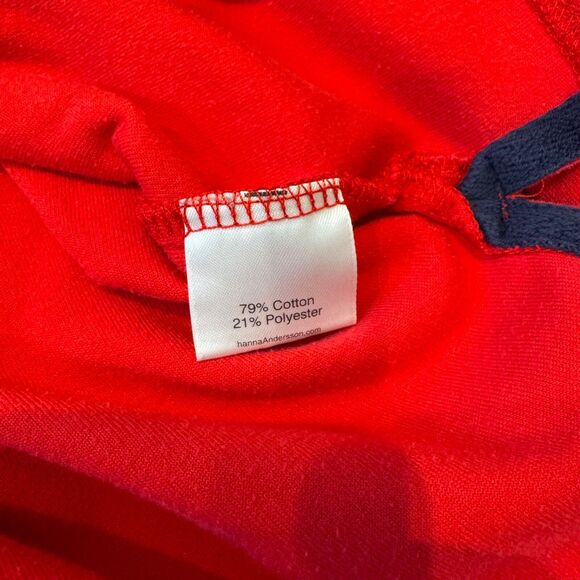 79% Cotton
21% Polyester
hannaAndersson.com